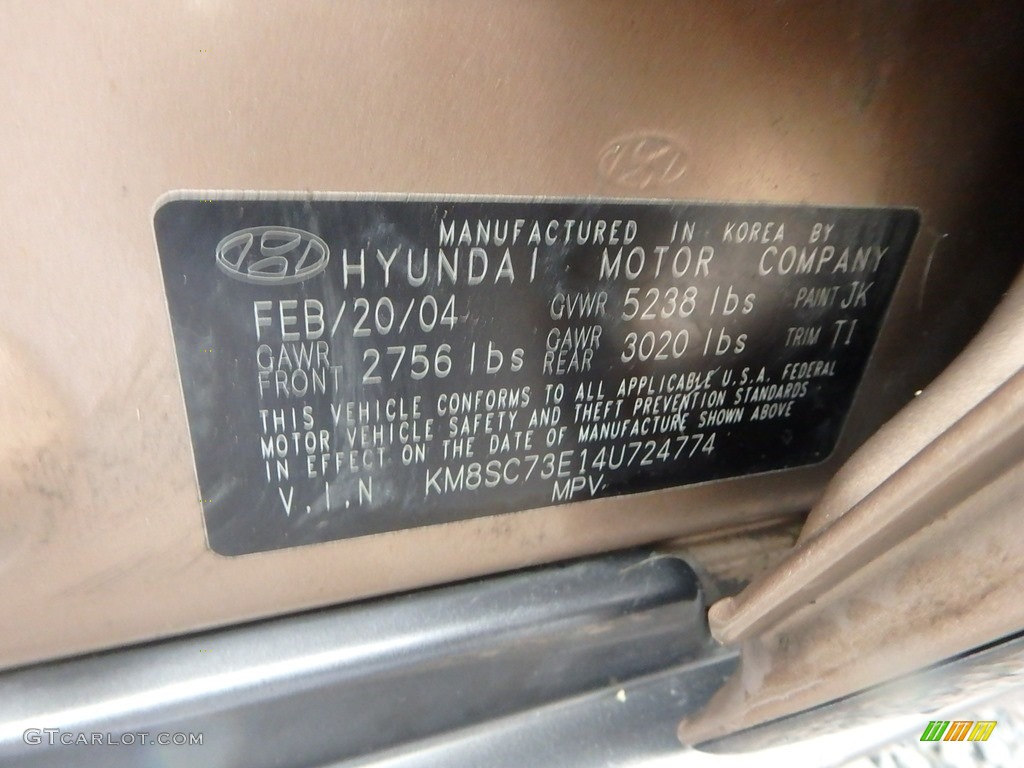 MANUFACTURED IN KOREA BY
HYUNDAI MOTOR COMPANY
FEB/20/04 GVWR 5238 lbs PAINT JK
GAWR FRONT 2756 lbs GAWR REAR 3020 lbs TRIM TI
THIS VEHICLE CONFORMS TO ALL APPLICABLE U.S.A. FEDERAL
MOTOR VEHICLE SAFETY AND THEFT PREVENTION STANDARDS
IN EFFECT ON THE DATE OF MANUFACTURE SHOWN ABOVE
V.I.N KM8SC73E14U724774
MPV
GTCARLOT.COM